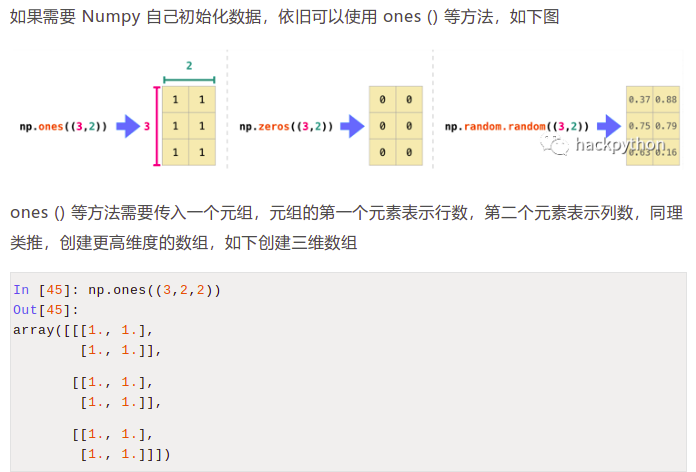 如果需要 Numpy 自己初始化数据，依旧可以使用 ones () 等方法，如下图
2
np.ones((3,2))
3
1 1
1 1
1 1
np.zeros((3,2))
0 0
0 0
0 0
np.random.random((3,2))
0.37 0.88
0.75 0.79
0.63 0.16
hackpython
ones () 等方法需要传入一个元组，元组的第一个元素表示行数，第二个元素表示列数，同理
类推，创建更高维度的数组，如下创建三维数组
In [45]: np.ones((3,2,2))
Out[45]:
array([[[1., 1.],
        [1., 1.]],
       [[1., 1.],
        [1., 1.]],
       [[1., 1.],
        [1., 1.]]])